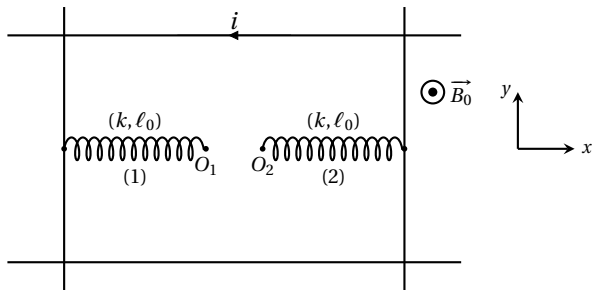 i
(k, ℓ₀) (k, ℓ₀)
B₀
y
x
O₁ O₂
(1) (2)